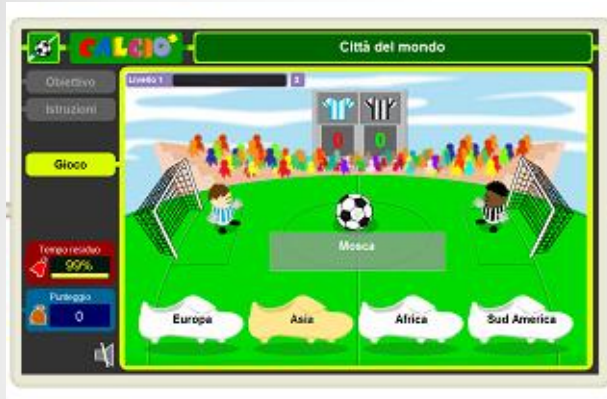 CALCIO
Città del mondo
Obiettivo
Istruzioni
Gioco
Livello 1
0 0
Mosca
Tempo residuo
99%
Punteggio
0
Europa
Asia
Africa
Sud America